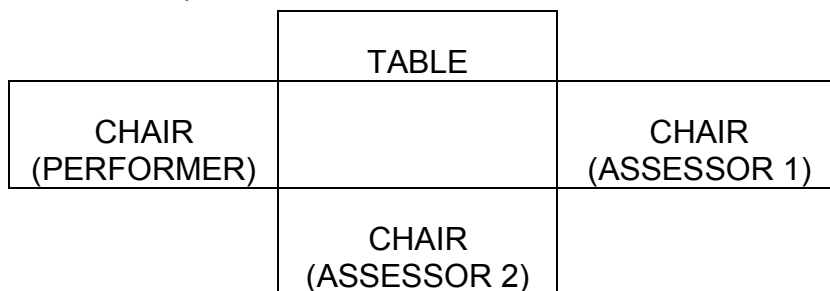 TABLE
CHAIR
(PERFORMER)
CHAIR
(ASSESSOR 1)
CHAIR
(ASSESSOR 2)